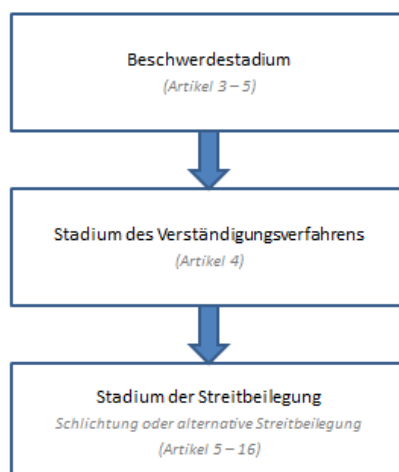 Beschwerdestadium
(Artikel 3 – 5)
Stadium des Verständigungsverfahrens
(Artikel 4)
Stadium der Streitbeilegung
Schlichtung oder alternative Streitbeilegung
(Artikel 5 – 16)